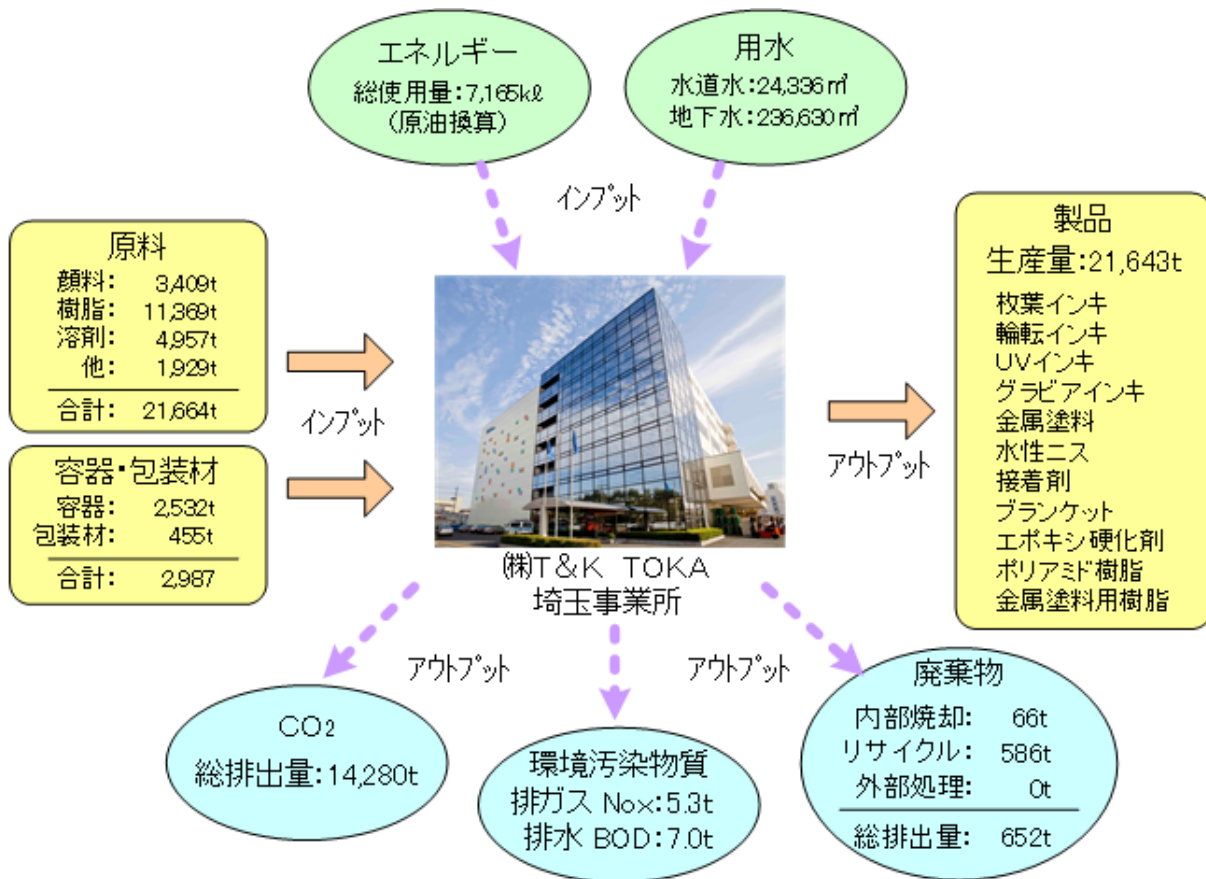 エネルギー
総使用量:7,165kℓ
(原油換算)
用水
水道水:24,336㎥
地下水:236,630㎥
インプット
原料
顔料: 3,409t
樹脂: 11,369t
溶剤: 4,957t
他: 1,929t
合計: 21,664t
インプット
容器・包装材
容器: 2,532t
包装材: 455t
合計: 2,987
㈱T&K TOKA
埼玉事業所
アウトプット
製品
生産量:21,643t
枚葉インキ
輪転インキ
UVインキ
グラビアインキ
金属塗料
水性ニス
接着剤
ブランケット
エポキシ硬化剤
ポリアミド樹脂
金属塗料用樹脂
アウトプット
アウトプット
CO2
総排出量:14,280t
環境汚染物質
排ガス Nox:5.3t
排水 BOD:7.0t
廃棄物
内部焼却: 66t
リサイクル: 586t
外部処理: 0t
総排出量: 652t